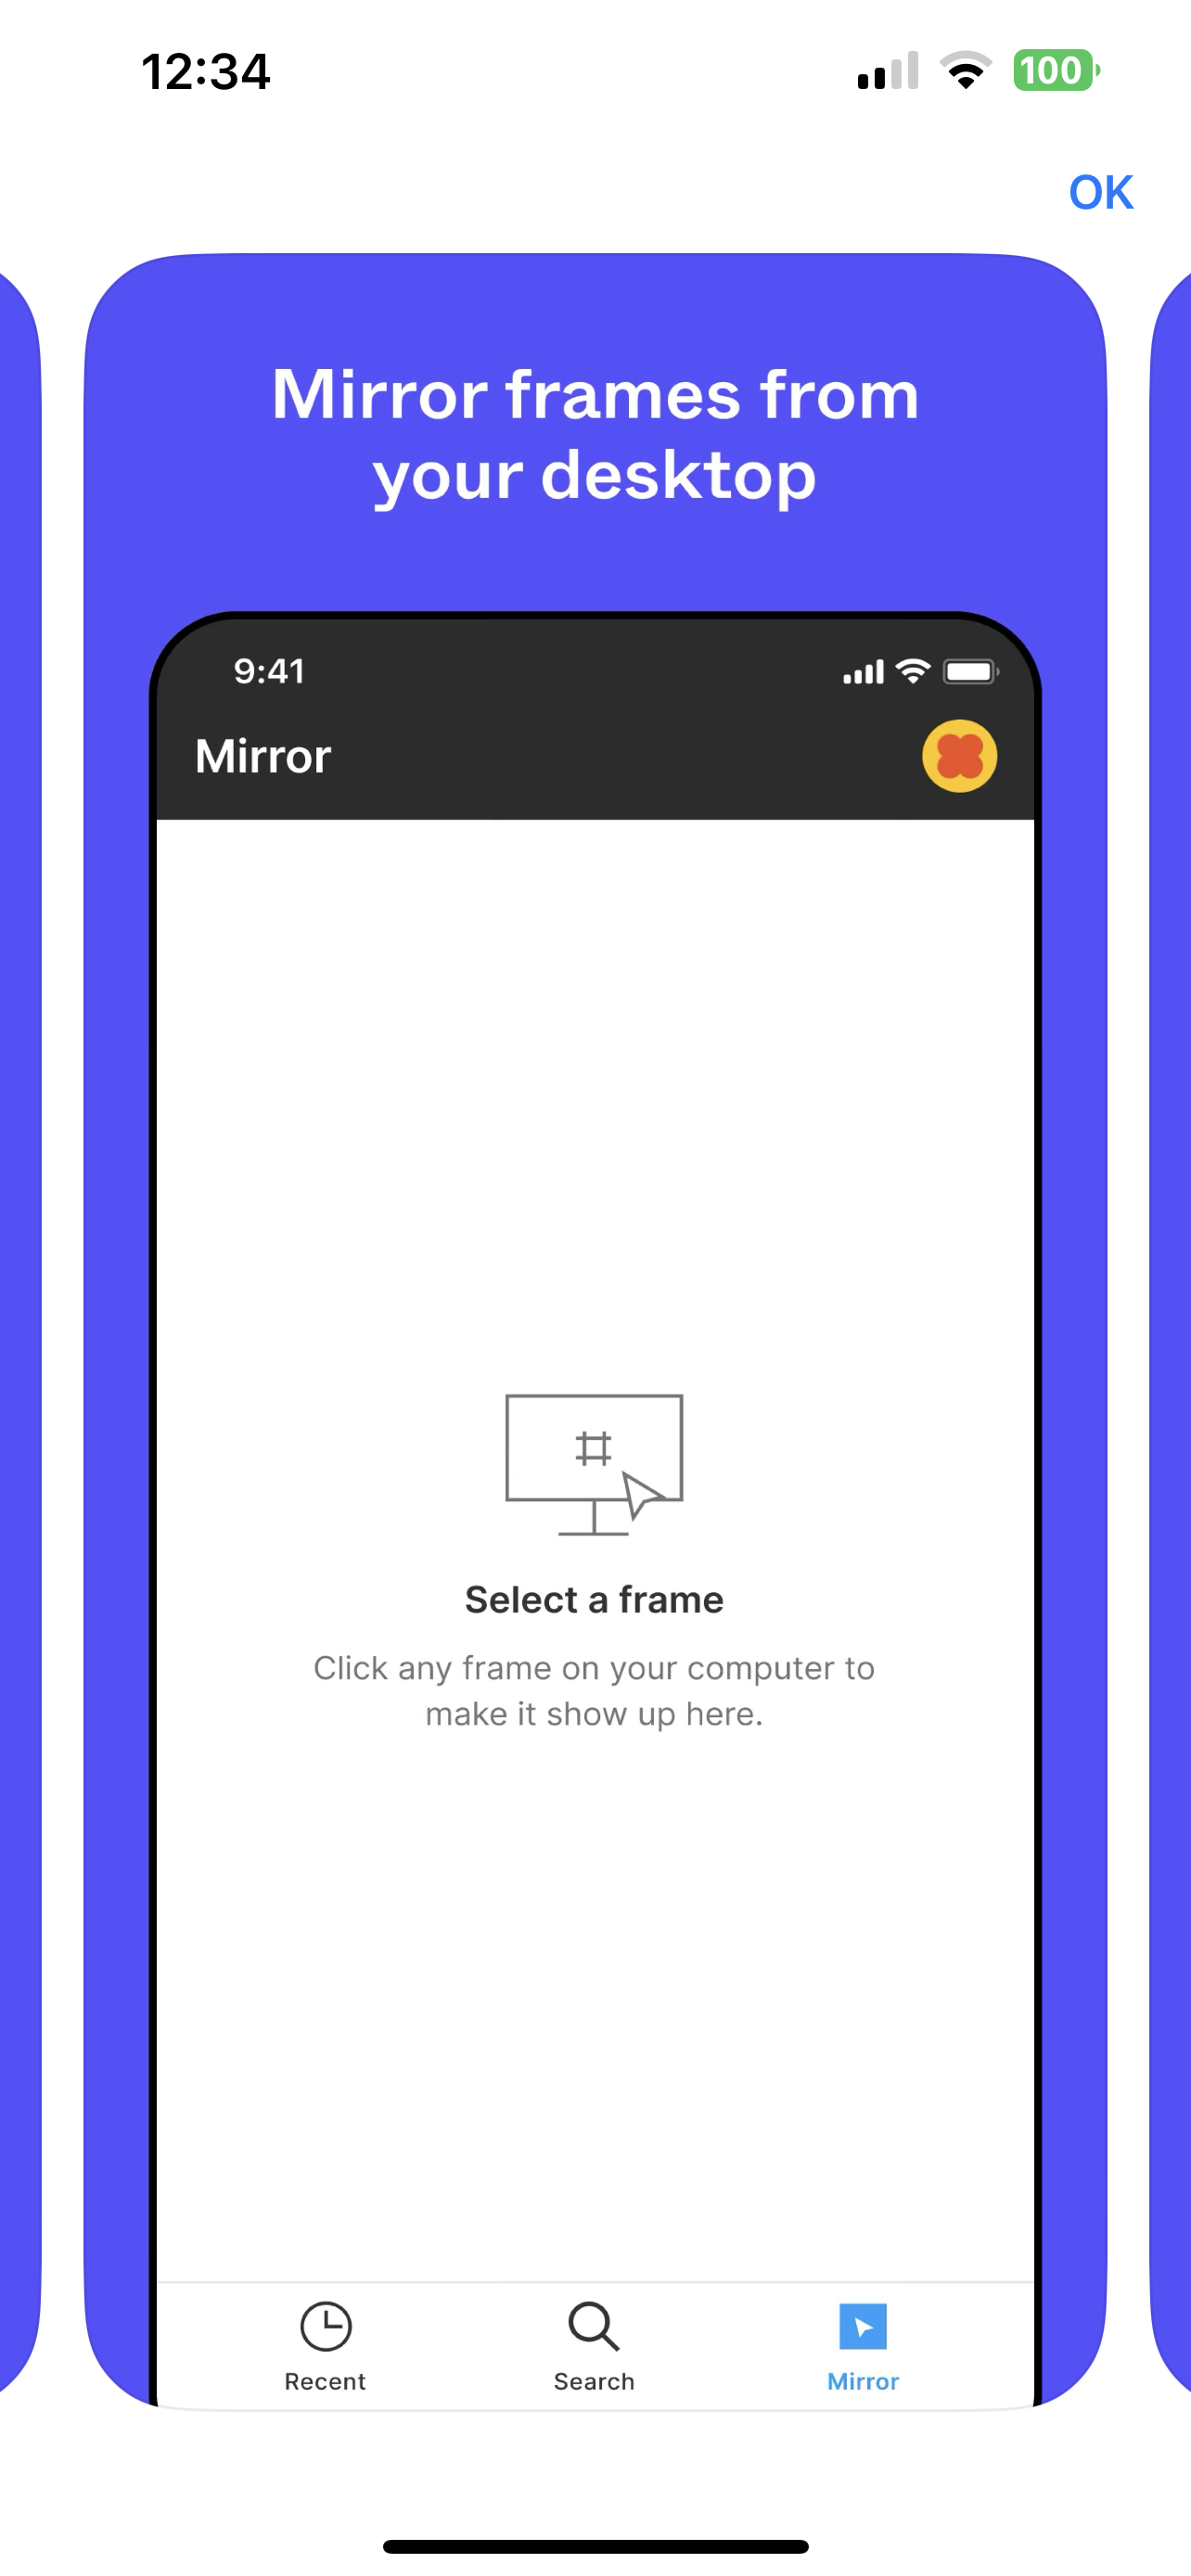 12:34
100
OK
Mirror frames from
your desktop
9:41
Mirror
Select a frame
Click any frame on your computer to
make it show up here.
Recent
Search
Mirror